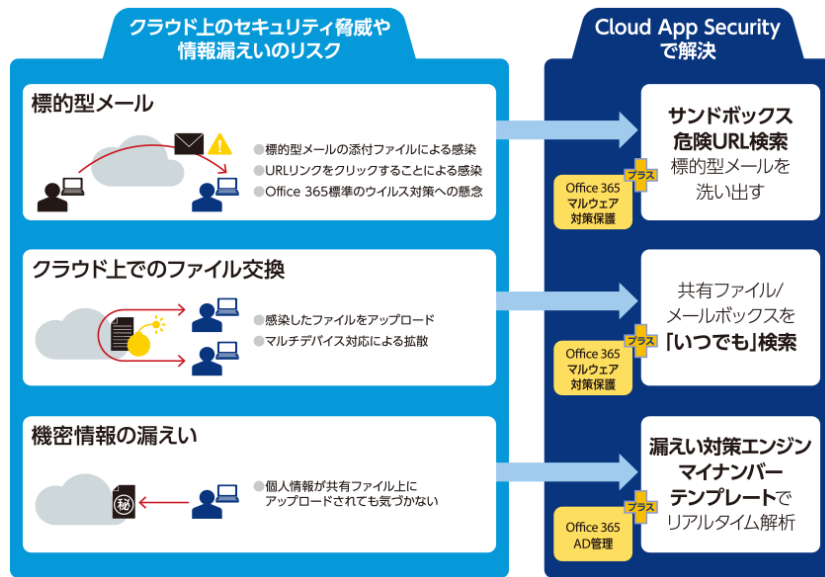 クラウド上のセキュリティ脅威や
情報漏えいのリスク
Cloud App Security
で解決
標的型メール
●標的型メールの添付ファイルによる感染
●URLリンクをクリックすることによる感染
●Office 365標準のウイルス対策への懸念
サンドボックス
危険URL検索
標的型メールを
洗い出す
プラス
Office 365
マルウェア
対策保護
クラウド上でのファイル交換
●感染したファイルをアップロード
●マルチデバイス対応による拡散
共有ファイル/
メールボックスを
「いつでも」検索
プラス
Office 365
マルウェア
対策保護
機密情報の漏えい
秘
●個人情報が共有ファイル上に
アップロードされても気づかない
漏えい対策エンジン
マイナンバー
テンプレートで
リアルタイム解析
プラス
Office 365
AD管理